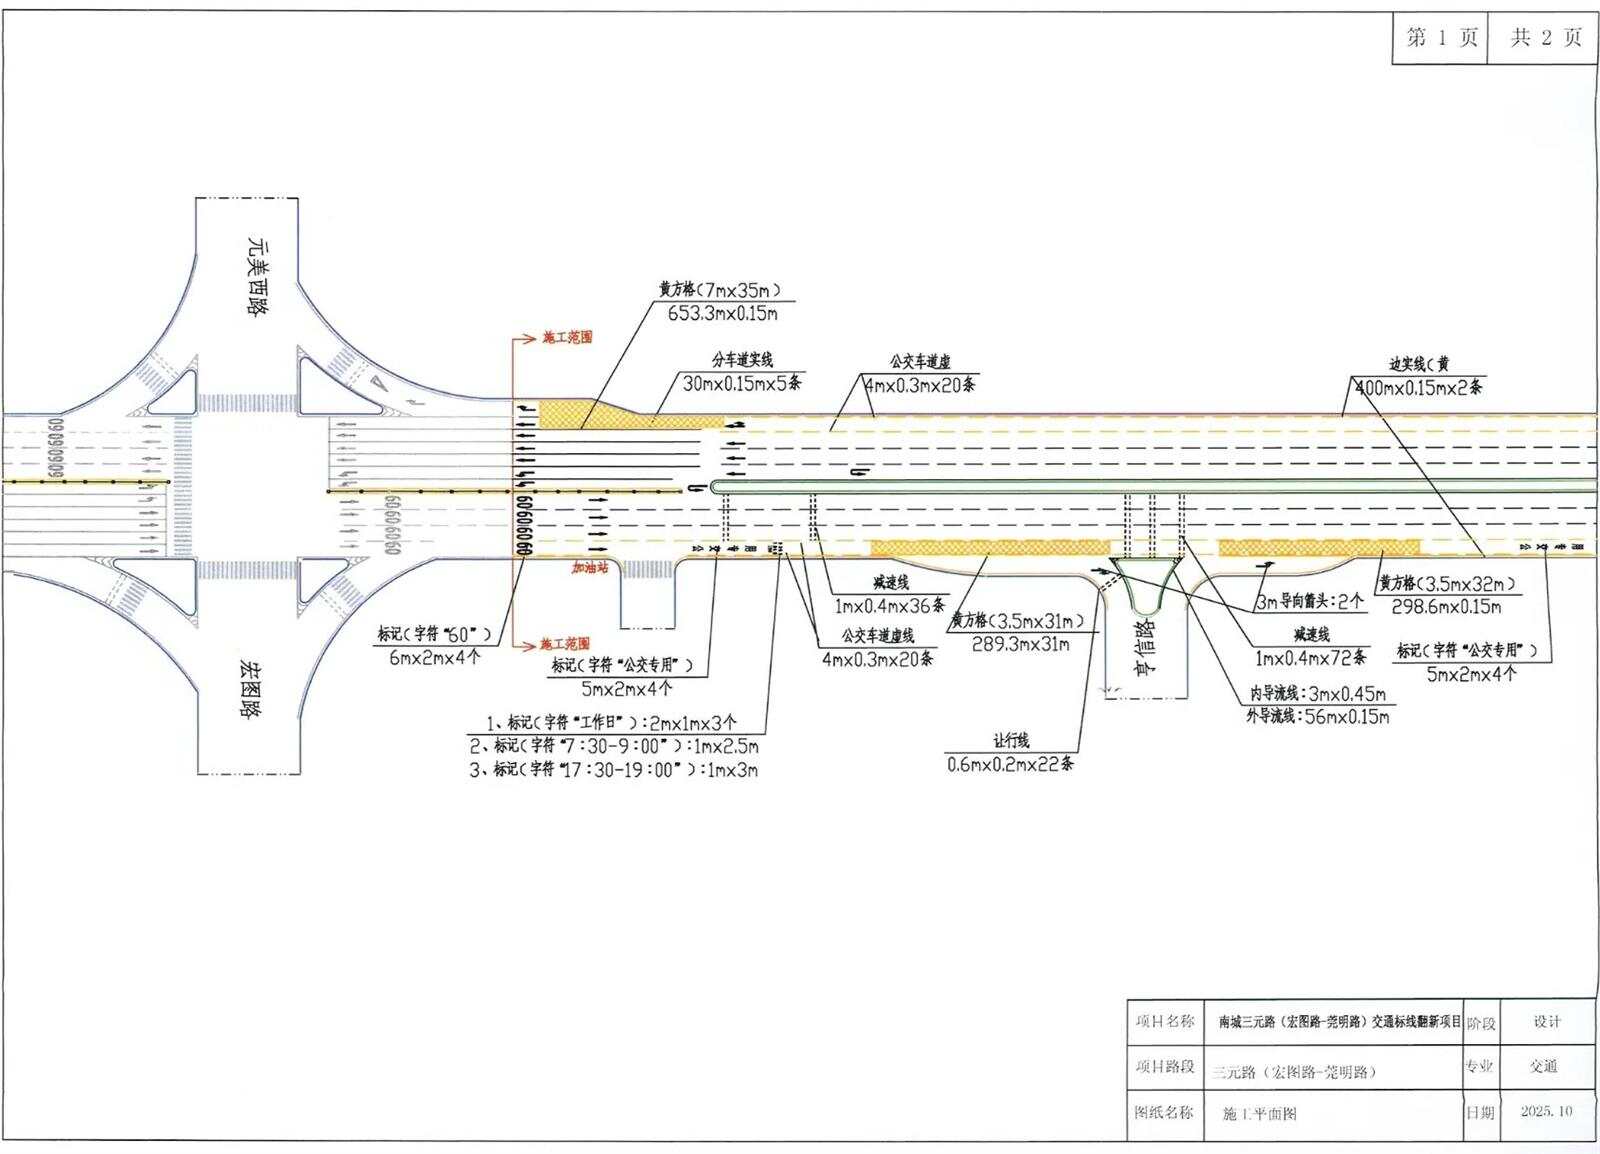 第 1 页 共 2 页
元美西路
黄方格(7mx35m)
653.3mx0.15m
施工范围
分车道实线
30mx0.15mx5条
公交车道虚
4mx0.3mx20条
边实线(黄
400mx0.15mx2条
60606060
60606060
60606060
公交专用
公交专用
加油站
减速线
1mx0.4mx36条
黄方格(3.5mx31m)
289.3mx31m
3m导向箭头:2个
黄方格(3.5mx32m)
298.6mx0.15m
标记(字符"60")
6mx2mx4个
施工范围
公交车道虚线
4mx0.3mx20条
亨信路
减速线
1mx0.4mx72条
标记(字符"公交专用")
5mx2mx4个
标记(字符"公交专用")
5mx2mx4个
宏图路
内导流线:3mx0.45m
外导流线:56mx0.15m
1、标记(字符"工作日"):2mx1mx3个
2、标记(字符"7:30-9:00"):1mx2.5m
3、标记(字符"17:30-19:00"):1mx3m
让行线
0.6mx0.2mx22条
项目名称 南城三元路(宏图路-莞明路)交通标线翻新项目 阶段 设计
项目路段 三元路(宏图路-莞明路) 专业 交通
图纸名称 施工平面图 日期 2025.10